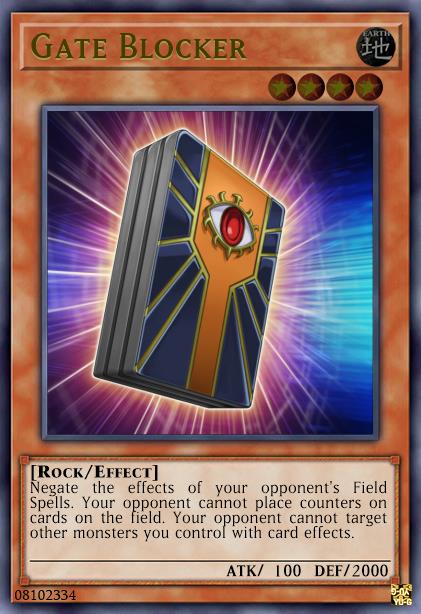 GATE BLOCKER
EARTH
地
[ROCK/EFFECT]
Negate the effects of your opponent's Field
Spells. Your opponent cannot place counters on
cards on the field. Your opponent cannot target
other monsters you control with card effects.
ATK/ 100 DEF/2000
08102334